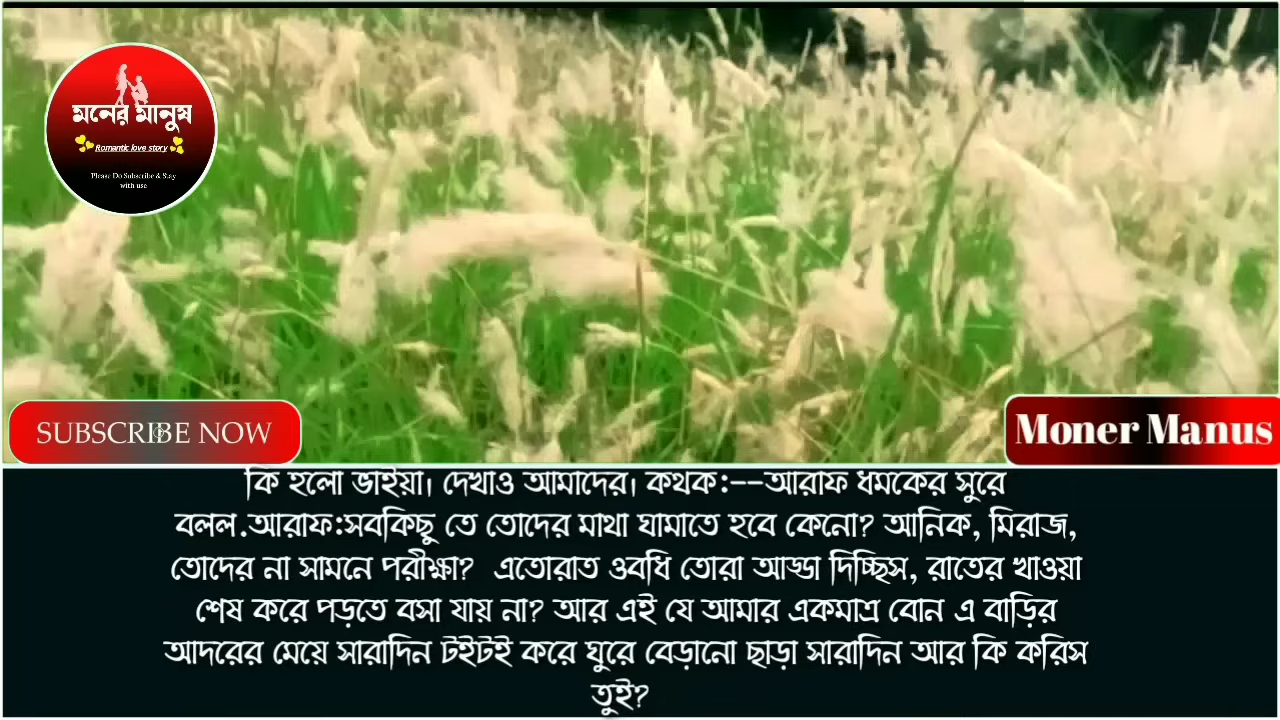 মনের মানুষ
Romantic love story
Please Do Subscribe & Stay
with use
SUBSCRIBE NOW
Moner Manus
কি হলো ভাইয়া। দেখাও আমাদের। কথক:--আরাফ ধমকের সুরে
বলল.আরাফ:সবকিছু তে তোদের মাথা ঘামাতে হবে কেনো? আনিক, মিরাজ,
তোদের না সামনে পরীক্ষা? এতোরাত ওবধি তোরা আড্ডা দিচ্ছিস, রাতের খাওয়া
শেষ করে পড়তে বসা যায় না? আর এই যে আমার একমাত্র বোন এ বাড়ির
আদরের মেয়ে সারাদিন টইটই করে ঘুরে বেড়ানো ছাড়া সারাদিন আর কি করিস
তুই?